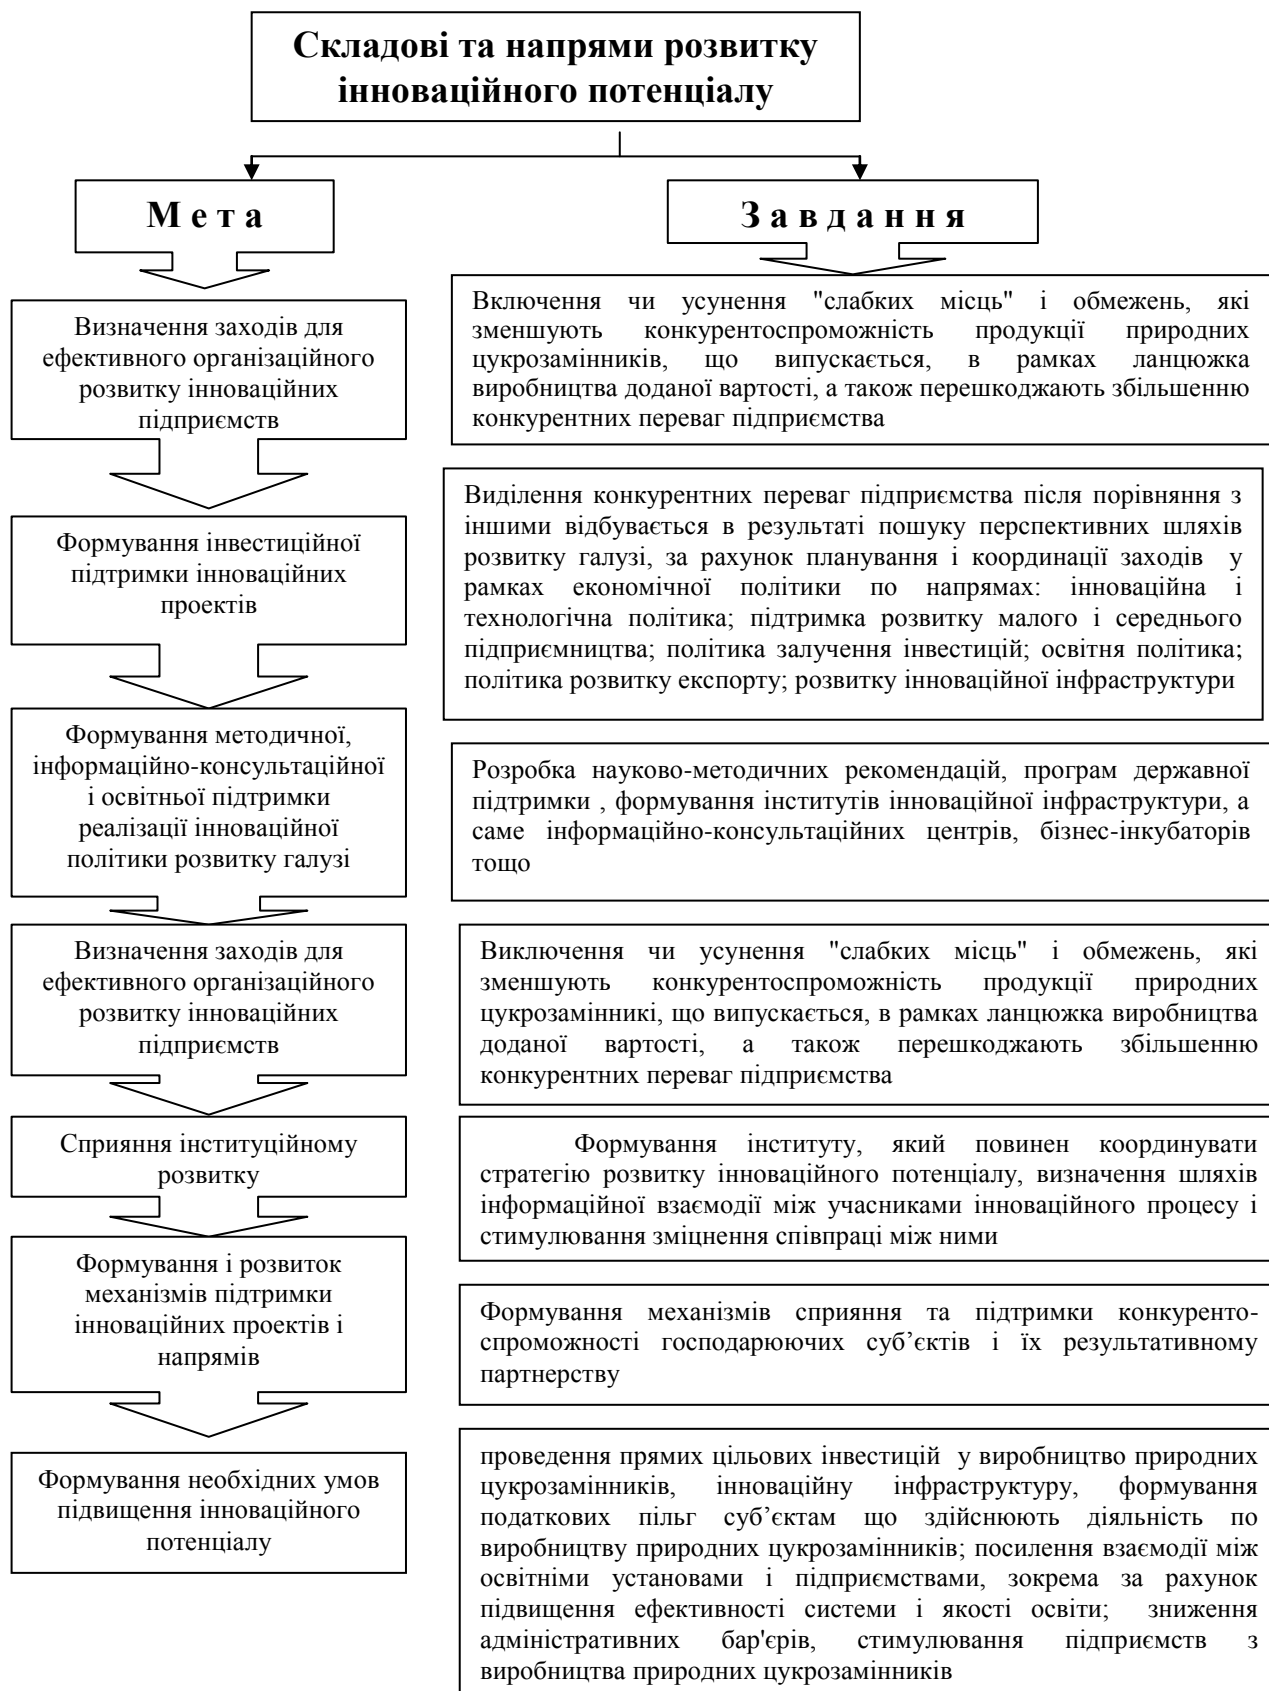 Складові та напрями розвитку
інноваційного потенціалу
М е т а
З а в д а н н я
Визначення заходів для
ефективного організаційного
розвитку інноваційних
підприємств
Включення чи усунення "слабких місць" і обмежень, які
зменшують конкурентоспроможність продукції природних
цукрозамінників, що випускається, в рамках ланцюжка
виробництва доданої вартості, а також перешкоджають збільшенню
конкурентних переваг підприємства
Формування інвестиційної
підтримки інноваційних
проектів
Виділення конкурентних переваг підприємства після порівняння з
іншими відбувається в результаті пошуку перспективних шляхів
розвитку галузі, за рахунок планування і координації заходів у
рамках економічної політики по напрямах: інноваційна і
технологічна політика; підтримка розвитку малого і середнього
підприємництва; політика залучення інвестицій; освітня політика;
політика розвитку експорту; розвитку інноваційної інфраструктури
Формування методичної,
інформаційно-консультаційної
і освітньої підтримки
реалізації інноваційної
політики розвитку галузі
Розробка науково-методичних рекомендацій, програм державної
підтримки , формування інститутів інноваційної інфраструктури, а
саме інформаційно-консультаційних центрів, бізнес-інкубаторів
тощо
Визначення заходів для
ефективного організаційного
розвитку інноваційних
підприємств
Виключення чи усунення "слабких місць" і обмежень, які
зменшують конкурентоспроможність продукції природних
цукрозамінникі, що випускається, в рамках ланцюжка виробництва
доданої вартості, а також перешкоджають збільшенню
конкурентних переваг підприємства
Сприяння інституційному
розвитку
Формування інституту, який повинен координувати
стратегію розвитку інноваційного потенціалу, визначення шляхів
інформаційної взаємодії між учасниками інноваційного процесу і
стимулювання зміцнення співпраці між ними
Формування і розвиток
механізмів підтримки
інноваційних проектів і
напрямів
Формування механізмів сприяння та підтримки конкуренто-
спроможності господарюючих суб’єктів і їх результативному
партнерству
Формування необхідних умов
підвищення інноваційного
потенціалу
проведення прямих цільових інвестицій у виробництво природних
цукрозамінників, інноваційну інфраструктуру, формування
податкових пільг суб’єктам що здійснюють діяльність по
виробництву природних цукрозамінників; посилення взаємодії між
освітніми установами і підприємствами, зокрема за рахунок
підвищення ефективності системи і якості освіти; зниження
адміністративних бар'єрів, стимулювання підприємств з
виробництва природних цукрозамінників